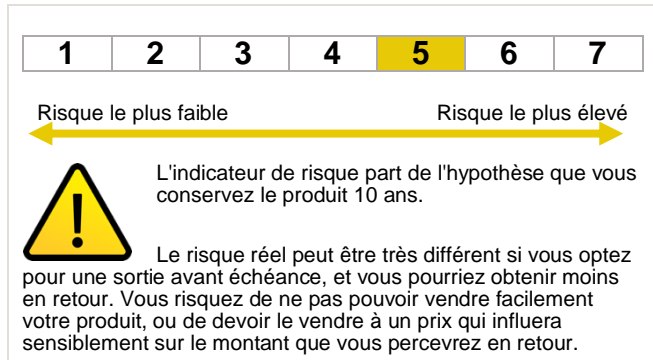 1 2 3 4 5 6 7
Risque le plus faible Risque le plus élevé
L'indicateur de risque part de l'hypothèse que vous
conservez le produit 10 ans.
Le risque réel peut être très différent si vous optez
pour une sortie avant échéance, et vous pourriez obtenir moins
en retour. Vous risquez de ne pas pouvoir vendre facilement
votre produit, ou de devoir le vendre à un prix qui influera
sensiblement sur le montant que vous percevrez en retour.